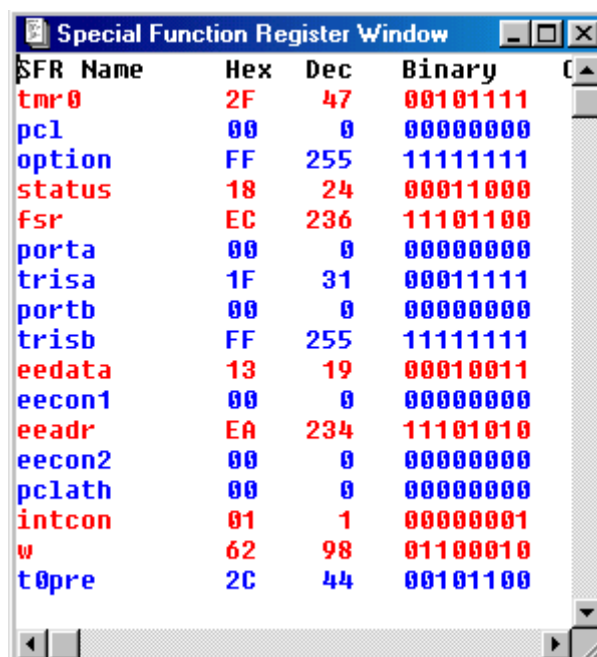 Special Function Register Window
SFR Name Hex Dec Binary
tmr0 2F 47 00101111
pcl 00 0 00000000
option FF 255 11111111
status 18 24 00011000
fsr EC 236 11101100
porta 00 0 00000000
trisa 1F 31 00011111
portb 00 0 00000000
trisb FF 255 11111111
eedata 13 19 00010011
eecon1 00 0 00000000
eeadr EA 234 11101010
eecon2 00 0 00000000
pclath 00 0 00000000
intcon 01 1 00000001
w 62 98 01100010
t0pre 2C 44 00101100